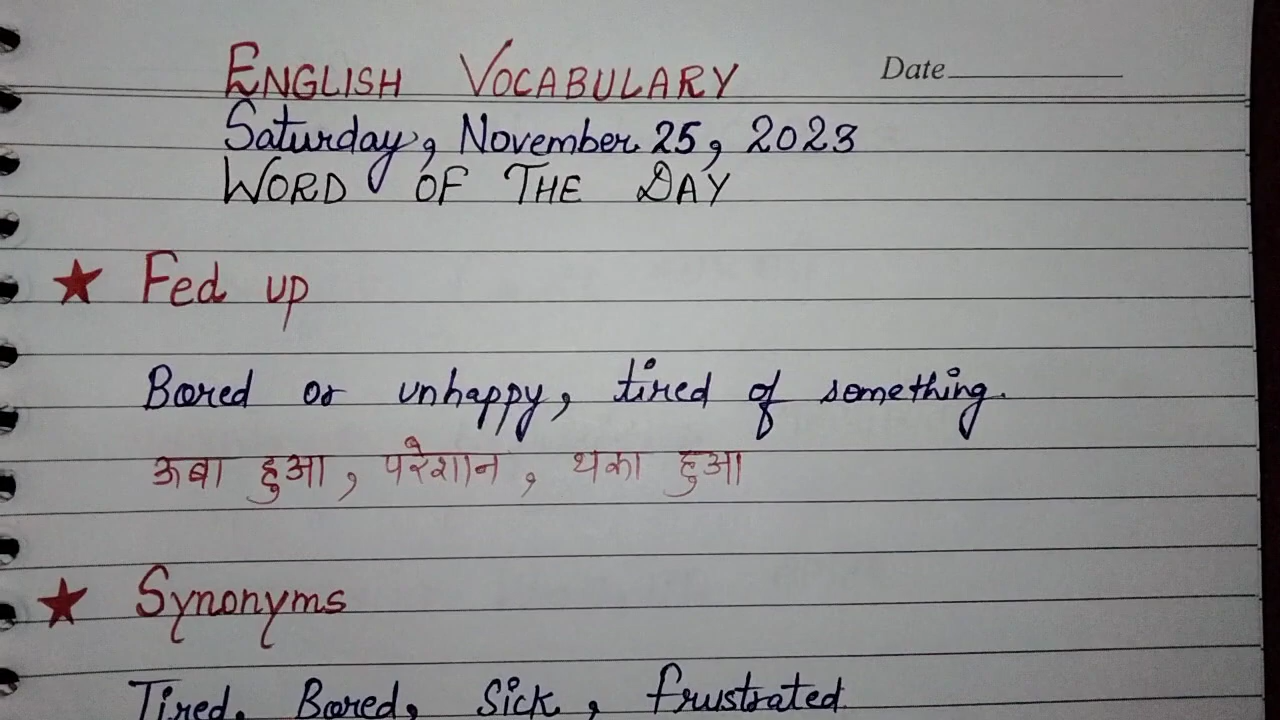 ENGLISH VOCABULARY Date
Saturday, November 25, 2023
WORD OF THE DAY
★ Fed up
Bored or unhappy, tired of something.
ऊबा हुआ, परेशान, थका हुआ
★ Synonyms
Tired, Bored, Sick, frustrated